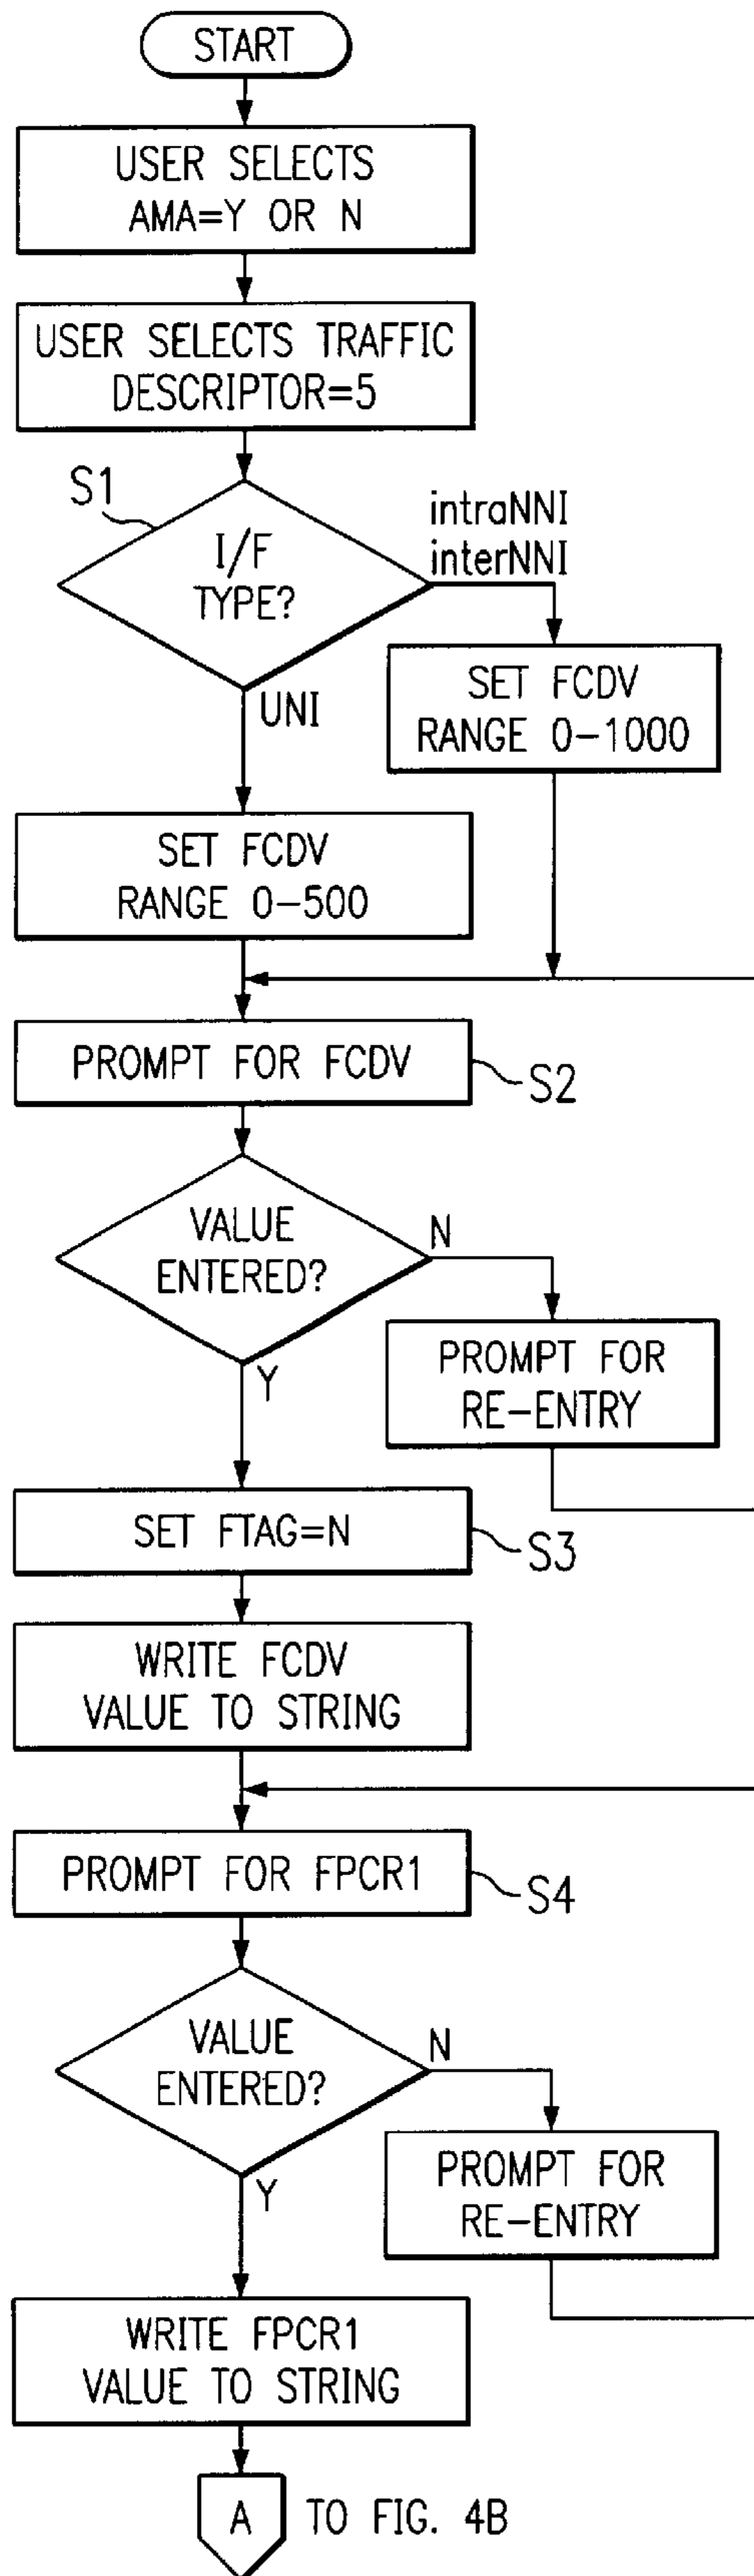 START
USER SELECTS
AMA=Y OR N
USER SELECTS TRAFFIC
DESCRIPTOR=5
S1
I/F
TYPE?
intraNNI
interNNI
SET FCDV
RANGE 0-1000
UNI
SET FCDV
RANGE 0-500
PROMPT FOR FCDV
S2
VALUE
ENTERED?
N
PROMPT FOR
RE-ENTRY
Y
SET FTAG=N
S3
WRITE FCDV
VALUE TO STRING
PROMPT FOR FPCR1
S4
VALUE
ENTERED?
N
PROMPT FOR
RE-ENTRY
Y
WRITE FPCR1
VALUE TO STRING
A
TO FIG. 4B